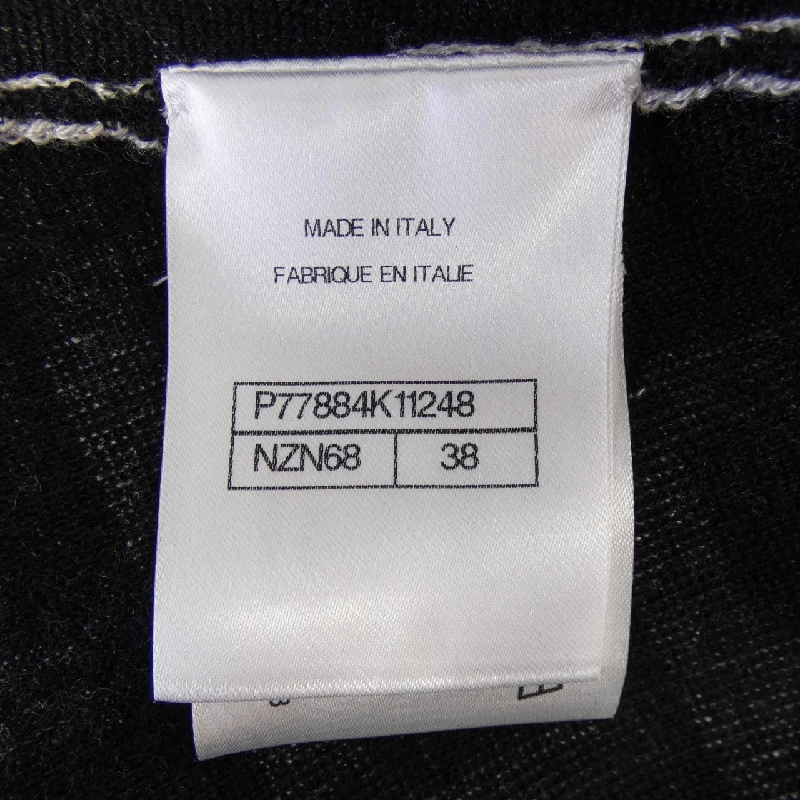 MADE IN ITALY
FABRIQUE EN ITALIE
P77884K11248
NZN68 38